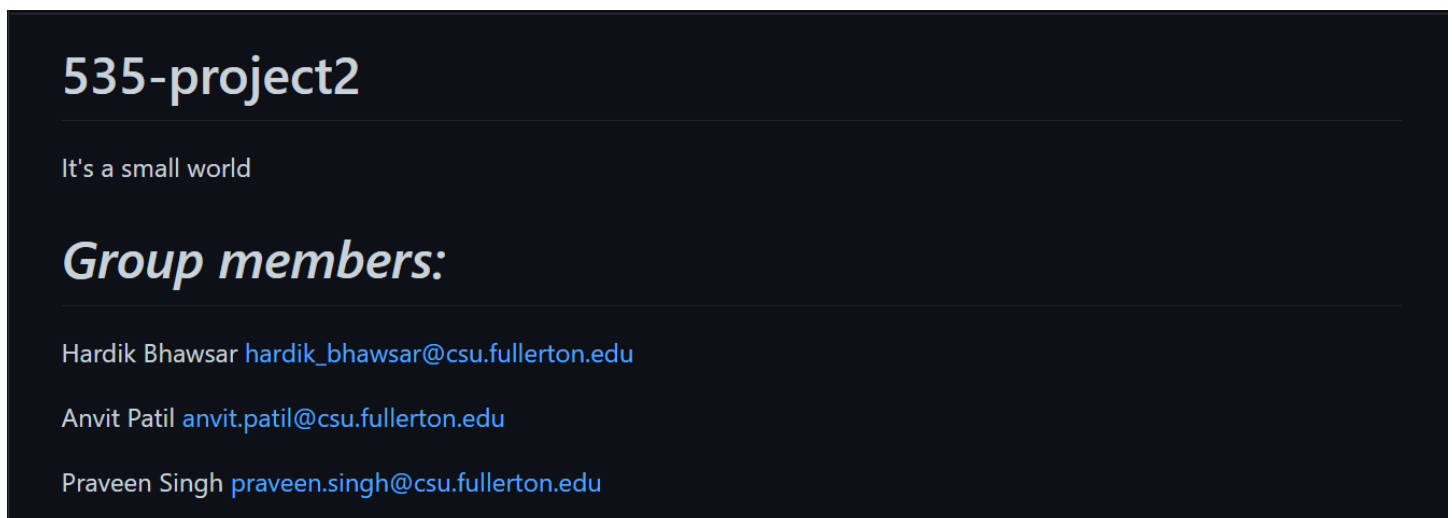 535-project2
It's a small world
Group members:
Hardik Bhawsar hardik_bhawsar@csu.fullerton.edu
Anvit Patil anvit.patil@csu.fullerton.edu
Praveen Singh praveen.singh@csu.fullerton.edu